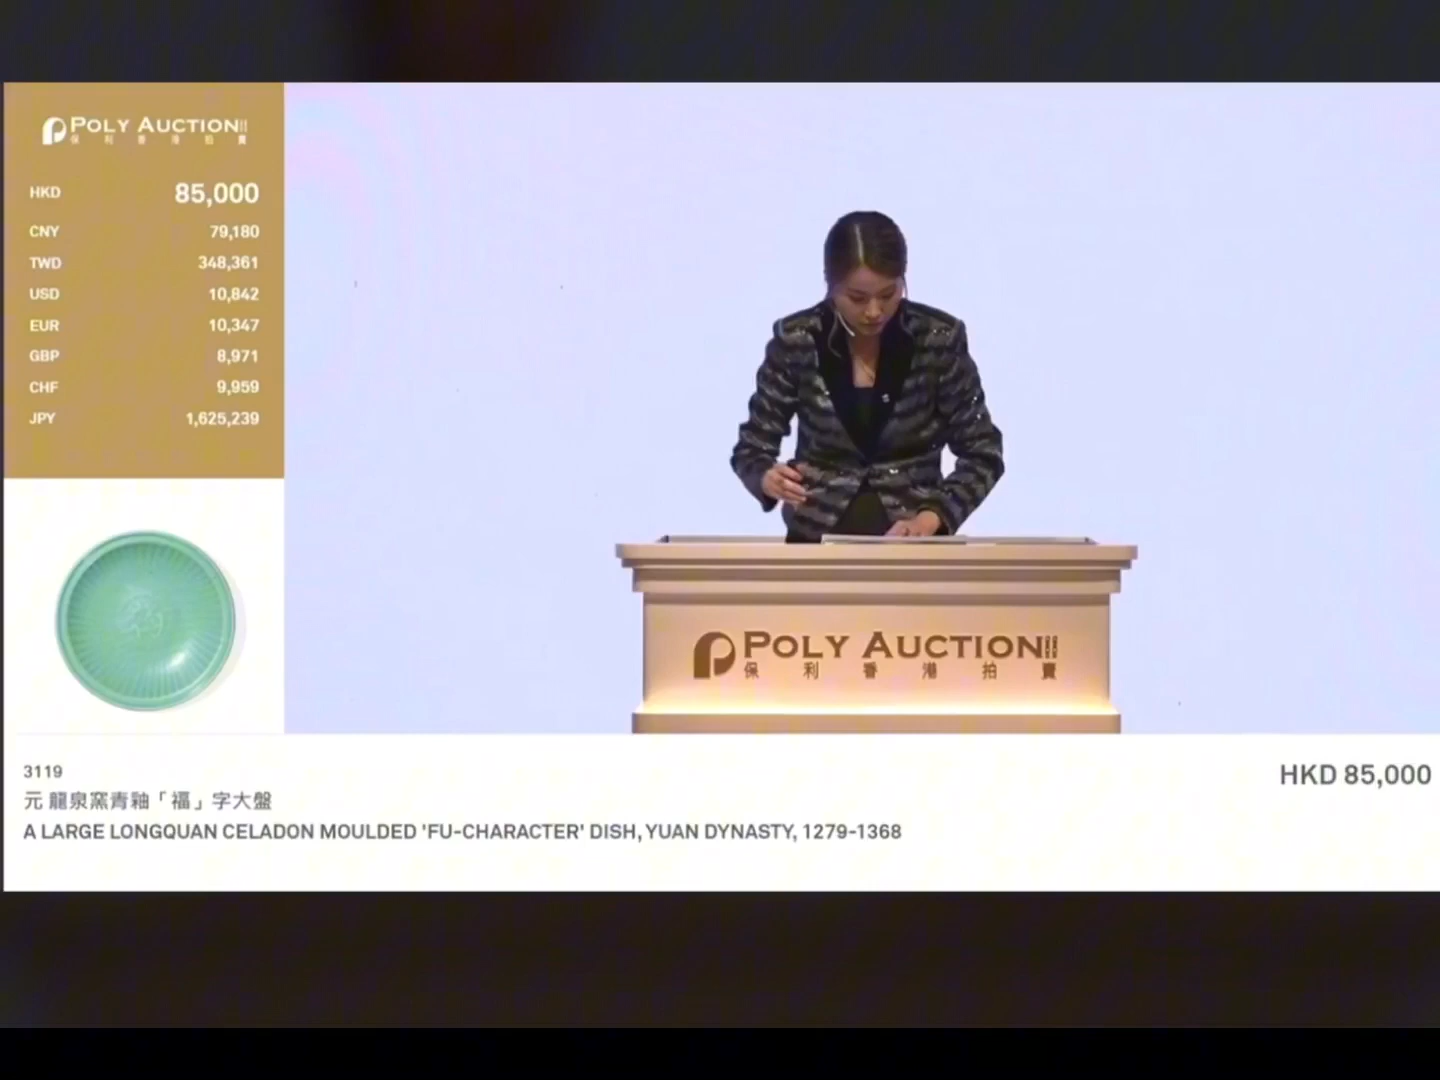 POLY AUCTION
保利香港拍賣
HKD 85,000
CNY 79,180
TWD 348,361
USD 10,842
EUR 10,347
GBP 8,971
CHF 9,959
JPY 1,625,239
POLY AUCTION
保利香港拍賣
3119
HKD 85,000
元 龍泉窯青釉「福」字大盤
A LARGE LONGQUAN CELADON MOULDED 'FU-CHARACTER' DISH, YUAN DYNASTY, 1279-1368